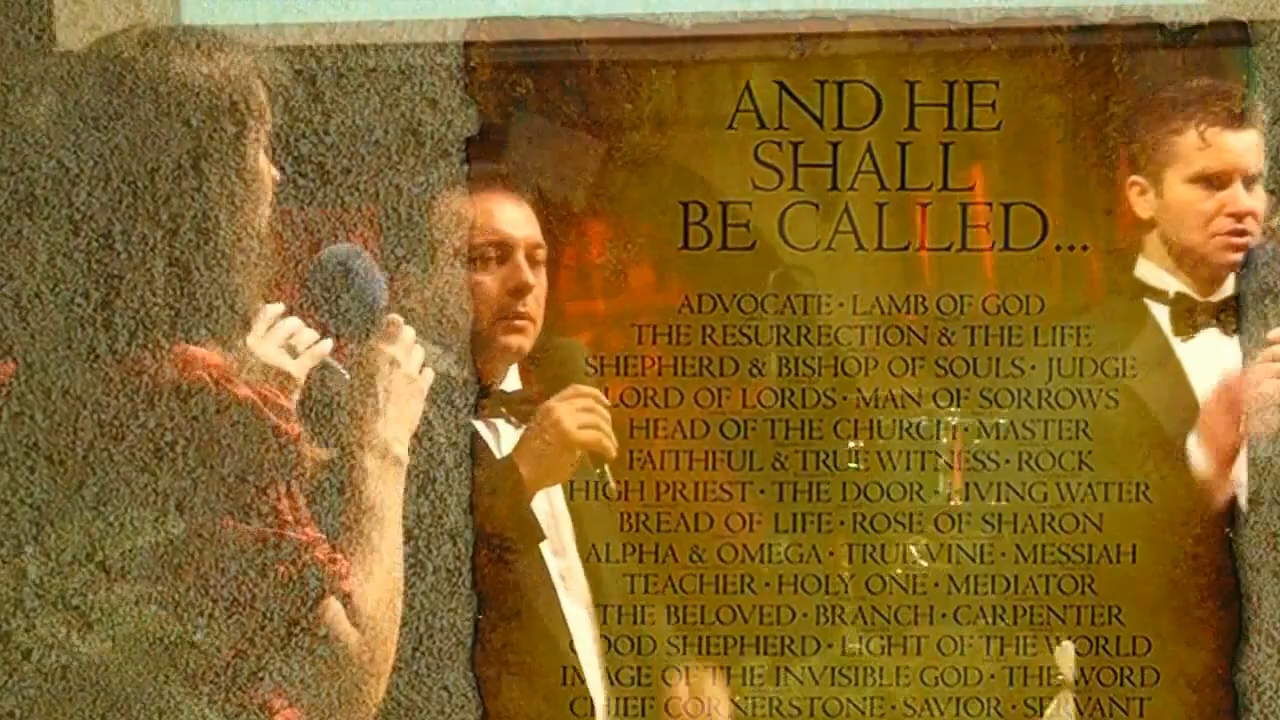 AND HE
SHALL
BE CALLED...
ADVOCATE · LAMB OF GOD
THE RESURRECTION & THE LIFE
SHEPHERD & BISHOP OF SOULS · JUDGE
LORD OF LORDS · MAN OF SORROWS
HEAD OF THE CHURCH · MASTER
FAITHFUL & TRUE WITNESS · ROCK
HIGH PRIEST · THE DOOR · LIVING WATER
BREAD OF LIFE · ROSE OF SHARON
ALPHA & OMEGA · TRUE VINE · MESSIAH
TEACHER · HOLY ONE · MEDIATOR
THE BELOVED · BRANCH · CARPENTER
GOOD SHEPHERD · LIGHT OF THE WORLD
IMAGE OF THE INVISIBLE GOD · THE WORD
CHIEF CORNERSTONE · SAVIOR · SERVANT